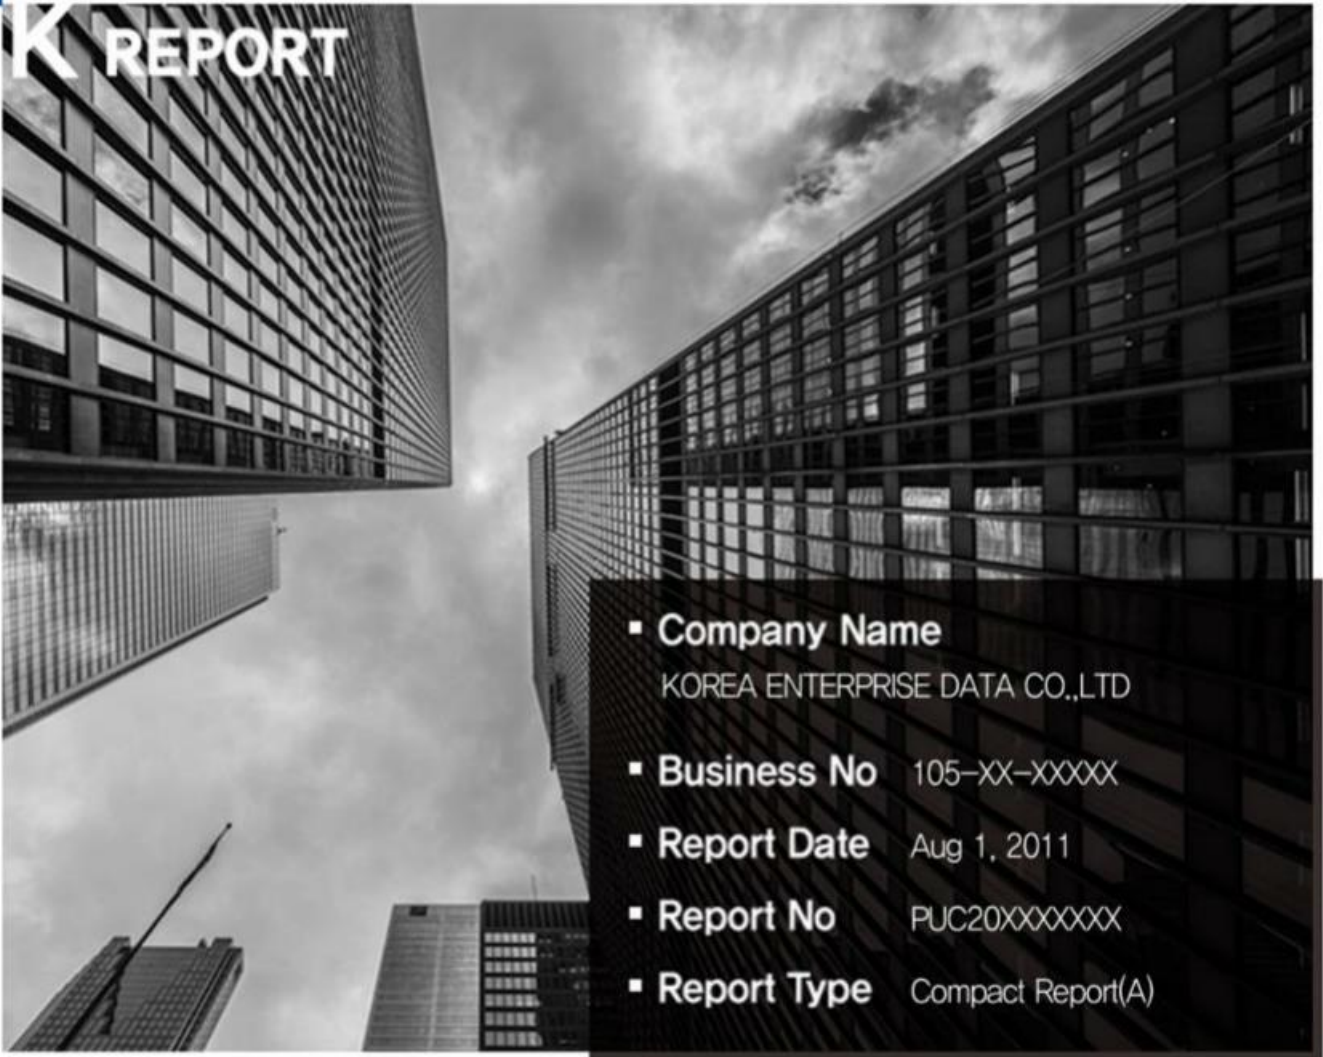 K REPORT
▪ Company Name
KOREA ENTERPRISE DATA CO.,LTD
▪ Business No 105-XX-XXXXX
▪ Report Date Aug 1, 2011
▪ Report No PUC20XXXXXXX
▪ Report Type Compact Report(A)